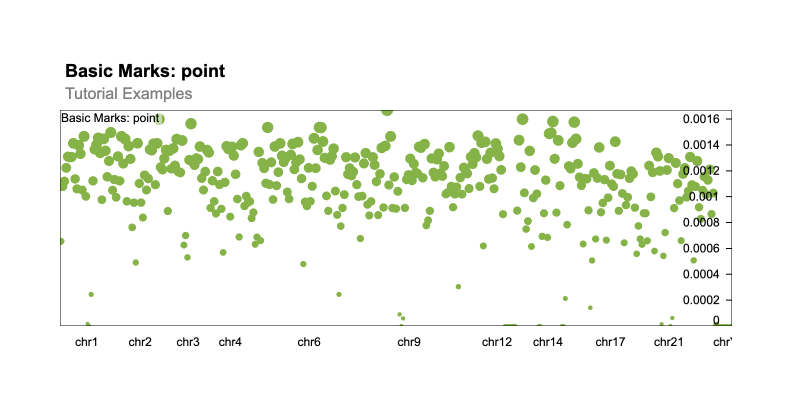 Basic Marks: point
Tutorial Examples
Basic Marks: point
0.0016
0.0014
0.0012
0.001
0.0008
0.0006
0.0004
0.0002
0
chr1 chr2 chr3 chr4 chr6 chr9 chr12 chr14 chr17 chr21 chrY